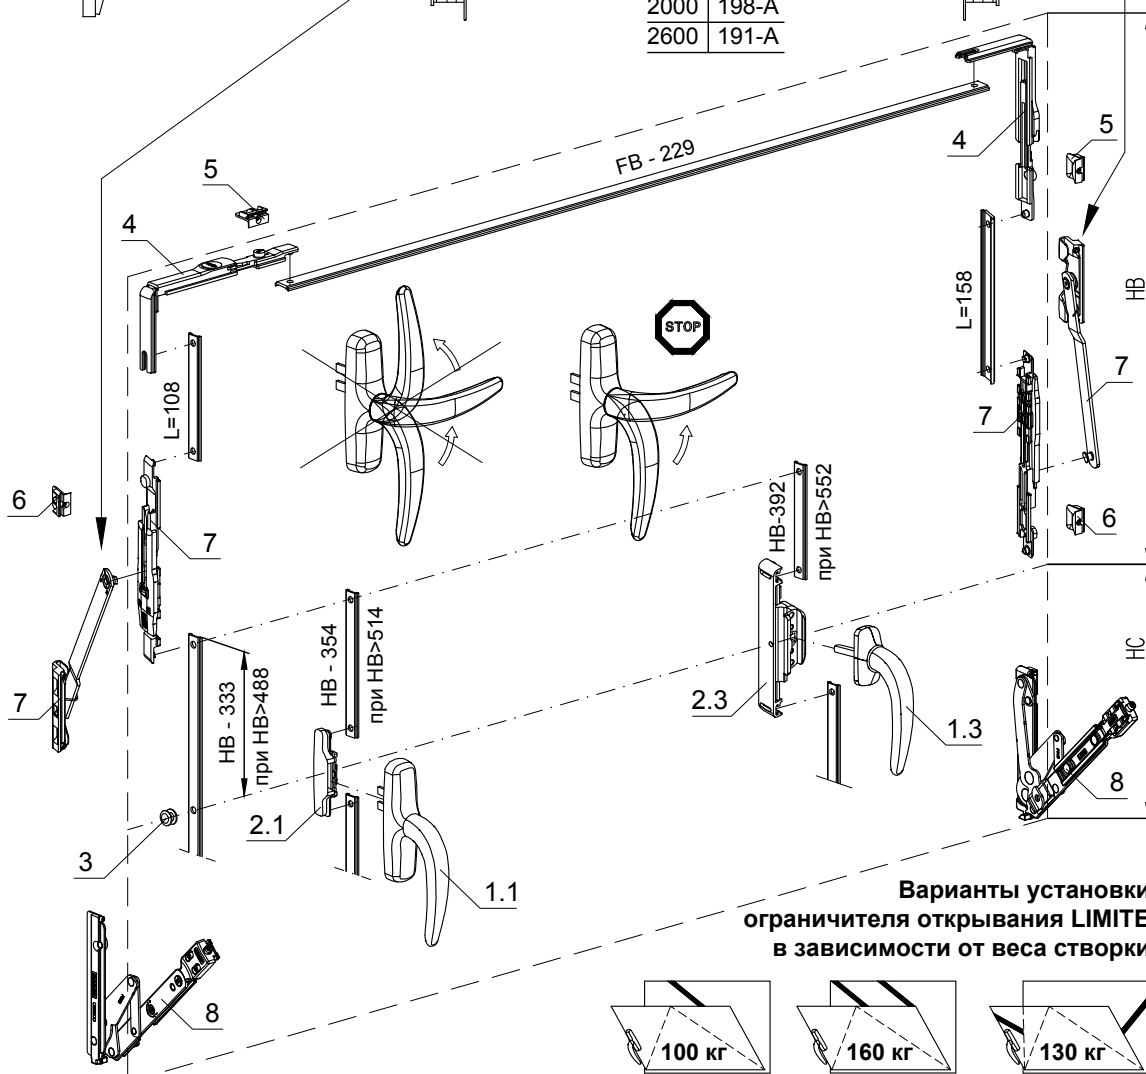 2000 198-A
2600 191-A
FB - 229
4
5
5
4
HB
STOP
L=158
L=108
7
7
6
6
7
HB-392
при HB>552
HB - 354
при HB>514
HB - 333
при HB>488
HC
7
2.3
1.3
8
3
2.1
1.1
8
Варианты установки
ограничителя открывания LIMITE
в зависимости от веса створки
100 кг
160 кг
130 кг